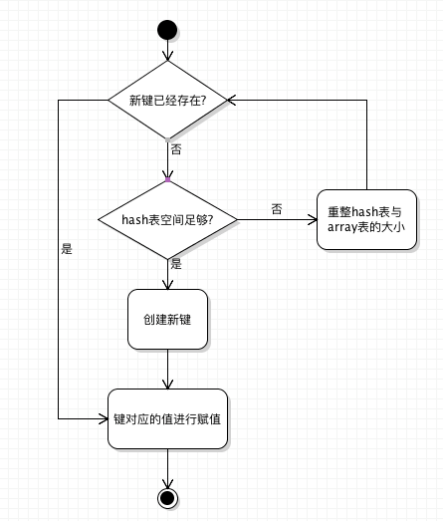 新键已经存在?
否
hash表空间足够?
否
重整hash表与
array表的大小
是
是
创建新键
键对应的值进行赋值